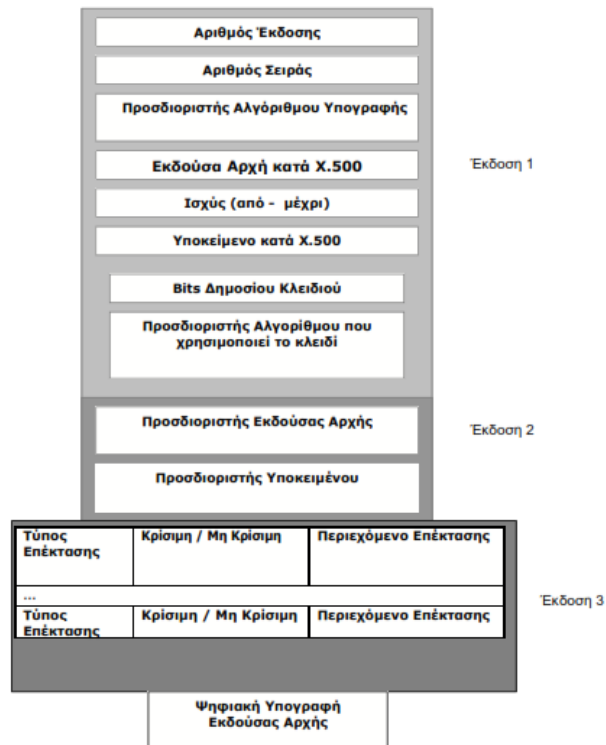 Αριθμός Έκδοσης
Αριθμός Σειράς
Προσδιοριστής Αλγόριθμου Υπογραφής
Εκδούσα Αρχή κατά X.500
Έκδοση 1
Ισχύς (από - μέχρι)
Υποκείμενο κατά X.500
Bits Δημοσίου Κλειδιού
Προσδιοριστής Αλγορίθμου που
χρησιμοποιεί το κλειδί
Προσδιοριστής Εκδούσας Αρχής
Έκδοση 2
Προσδιοριστής Υποκειμένου
Τύπος
Επέκτασης
Κρίσιμη / Μη Κρίσιμη
Περιεχόμενο Επέκτασης
...
Έκδοση 3
Τύπος
Επέκτασης
Κρίσιμη / Μη Κρίσιμη
Περιεχόμενο Επέκτασης
Ψηφιακή Υπογραφή
Εκδούσας Αρχής